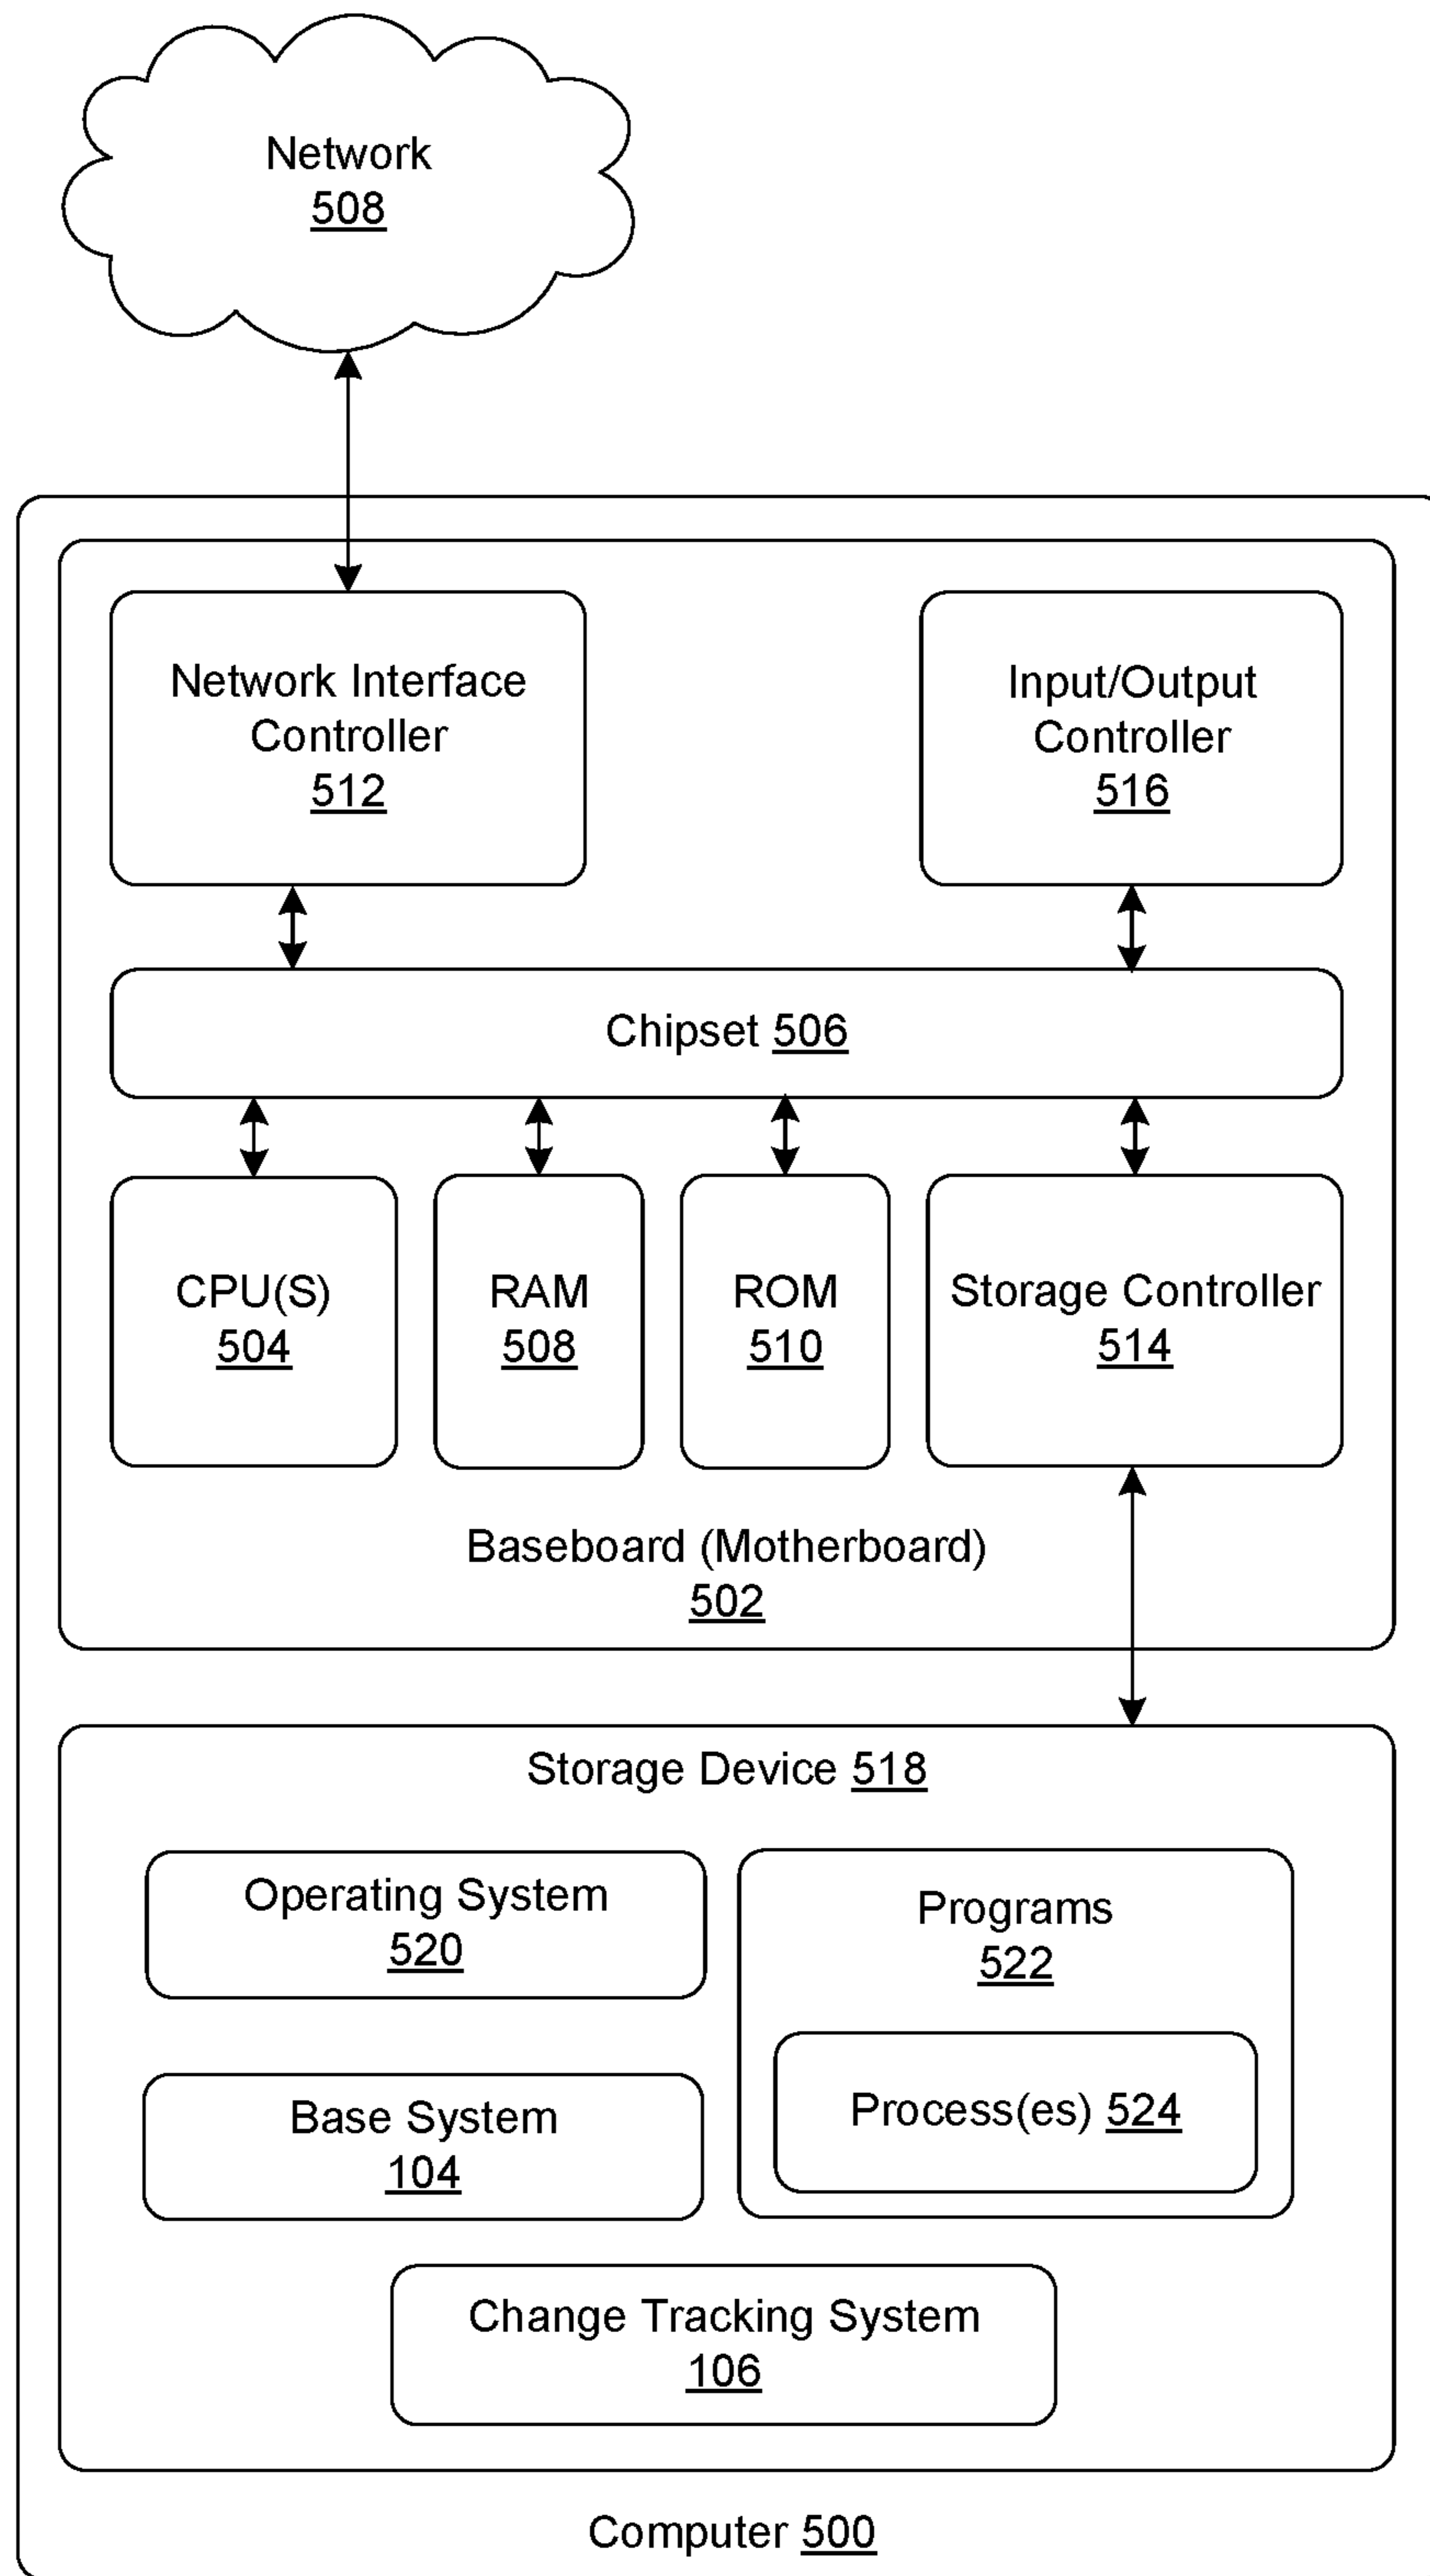 Network
508
Network Interface
Controller
512
Input/Output
Controller
516
Chipset 506
CPU(S)
504
RAM
508
ROM
510
Storage Controller
514
Baseboard (Motherboard)
502
Storage Device 518
Operating System
520
Programs
522
Process(es) 524
Base System
104
Change Tracking System
106
Computer 500